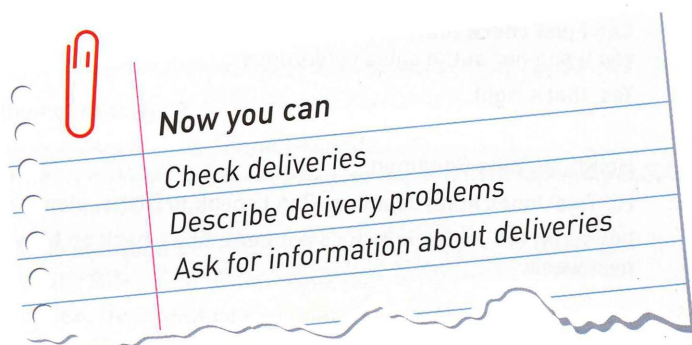 Now you can
Check deliveries
Describe delivery problems
Ask for information about deliveries